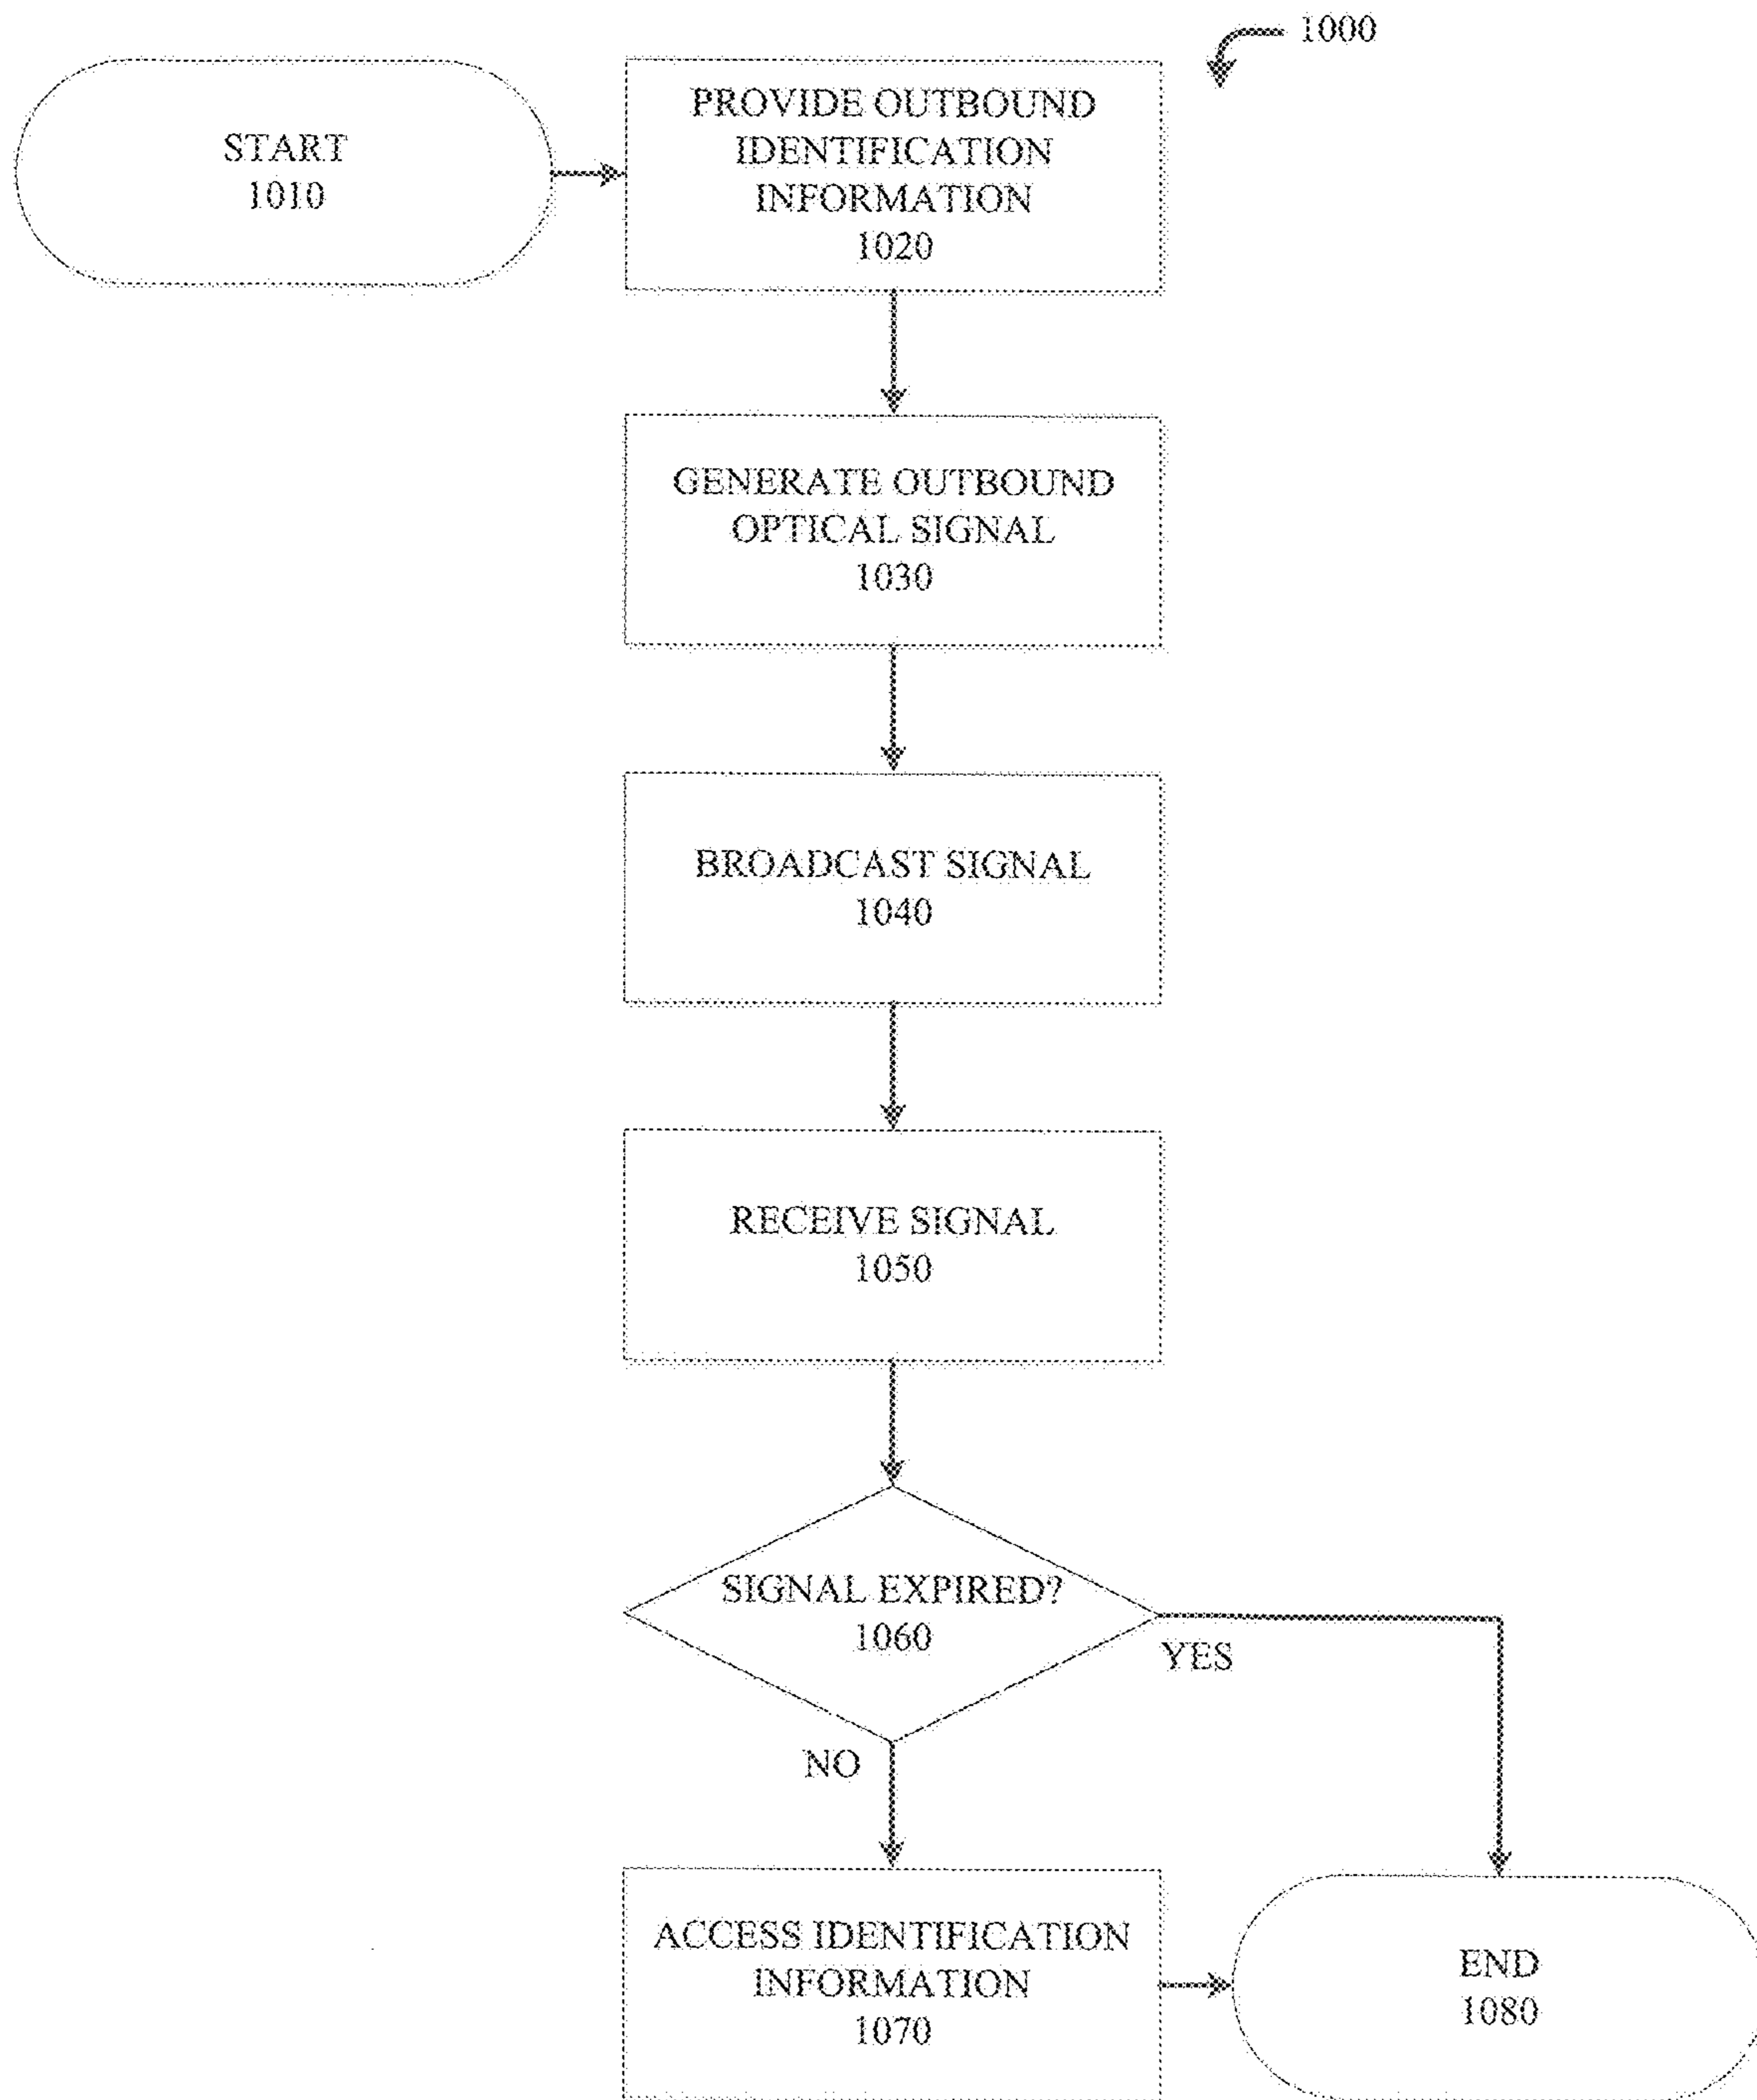 1000
START
1010
PROVIDE OUTBOUND
IDENTIFICATION
INFORMATION
1020
GENERATE OUTBOUND
OPTICAL SIGNAL
1030
BROADCAST SIGNAL
1040
RECEIVE SIGNAL
1050
SIGNAL EXPIRED?
1060
YES
NO
ACCESS IDENTIFICATION
INFORMATION
1070
END
1080